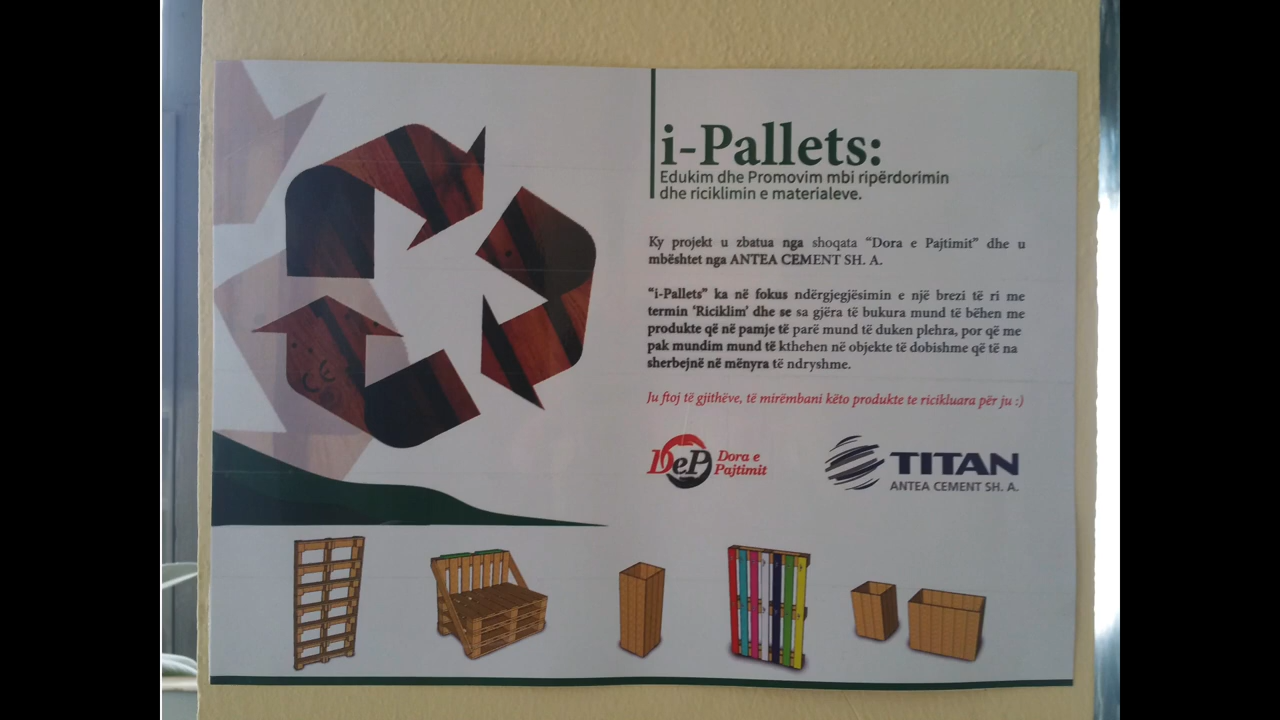 i-Pallets:
Edukim dhe Promovim mbi ripërdorimin
dhe riciklimin e materialeve.
Ky projekt u zbatua nga shoqata “Dora e Pajtimit” dhe u
mbështet nga ANTEA CEMENT SH. A.
“i-Pallets” ka në fokus ndërgjegjësimin e një brezi të ri me
termin ‘Riciklim’ dhe se sa gjëra të bukura mund të bëhen me
produkte që në pamje të parë mund të duken plehra, por që me
pak mundim mund të kthehen në objekte të dobishme që të na
sherbejnë në mënyra të ndryshme.
Ju ftoj të gjithëve, të mirëmbani këto produkte te ricikluara për ju :)
DeP Dora e
Pajtimit
TITAN
ANTEA CEMENT SH. A.
CE